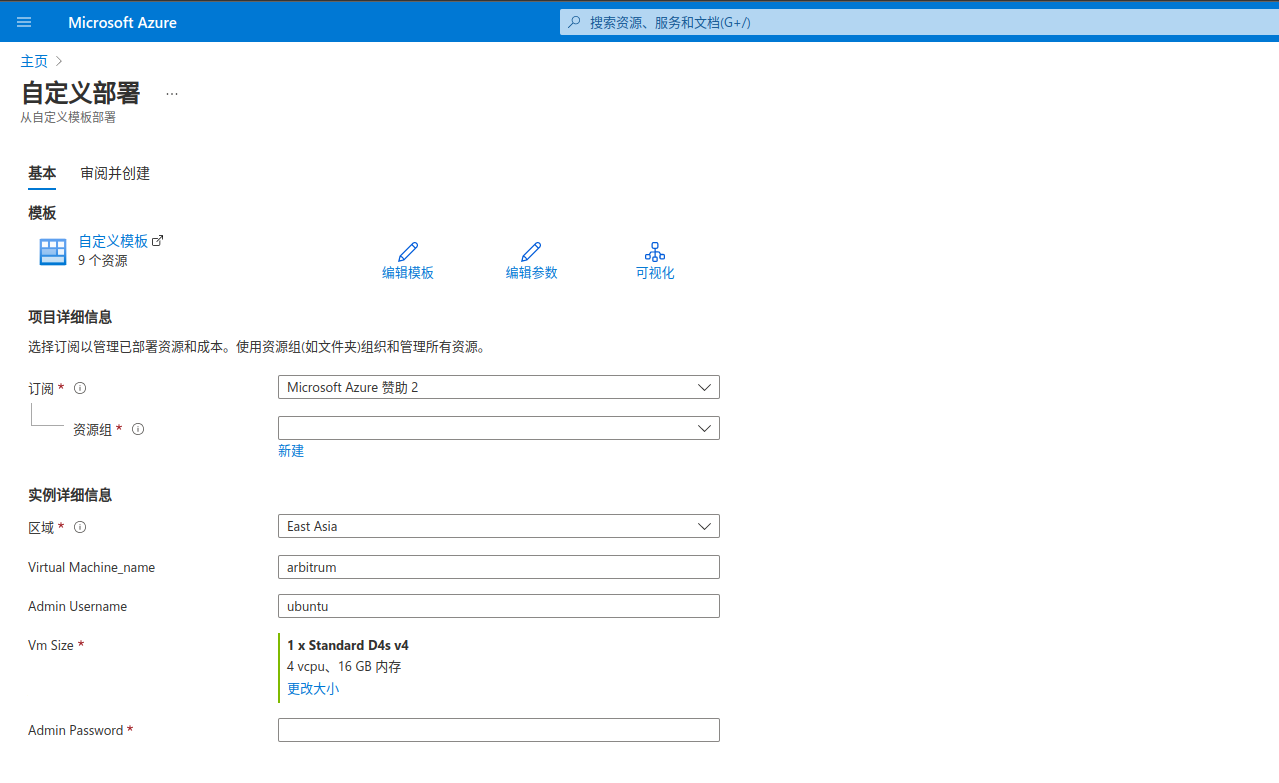 Microsoft Azure
搜索资源、服务和文档(G+/)
主页
自定义部署 ...
从自定义模板部署
基本 审阅并创建
模板
自定义模板
9 个资源
编辑模板 编辑参数 可视化
项目详细信息
选择订阅以管理已部署资源和成本。使用资源组(如文件夹)组织和管理所有资源。
订阅 * Microsoft Azure 赞助 2
资源组 *
新建
实例详细信息
区域 * East Asia
Virtual Machine_name arbitrum
Admin Username ubuntu
Vm Size * 1 x Standard D4s v4
4 vcpu、16 GB 内存
更改大小
Admin Password *